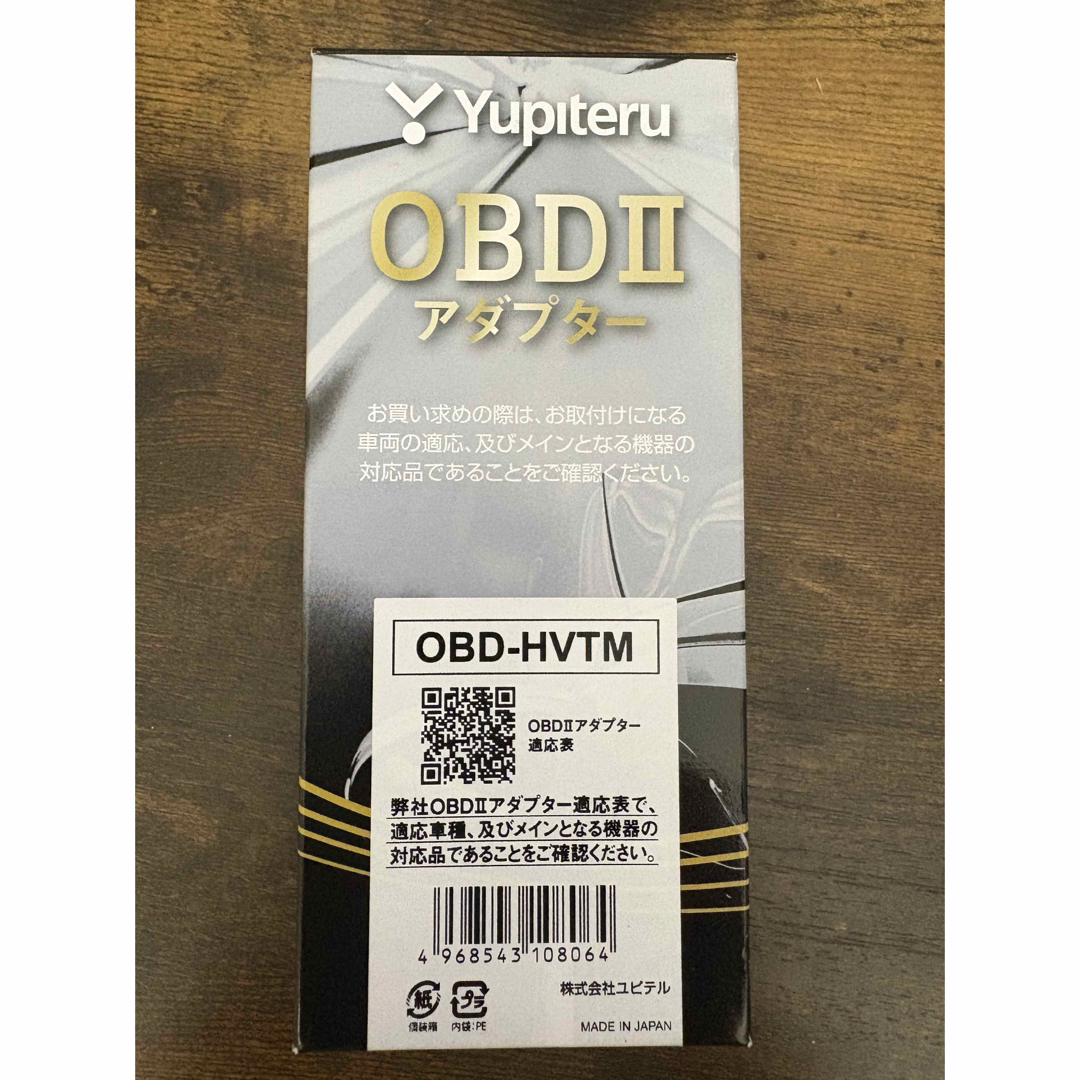 Yupiteru
OBDⅡ
アダプター
お買い求めの際は、お取付けになる
車両の適応、及びメインとなる機器の
対応品であることをご確認ください。
OBD-HVTM
OBDⅡアダプター
適応表
弊社OBDⅡアダプター適応表で、
適応車種、及びメインとなる機器の
対応品であることをご確認ください。
4 968543 108064
紙
個装箱
プラ
内袋:PE
株式会社ユピテル
MADE IN JAPAN